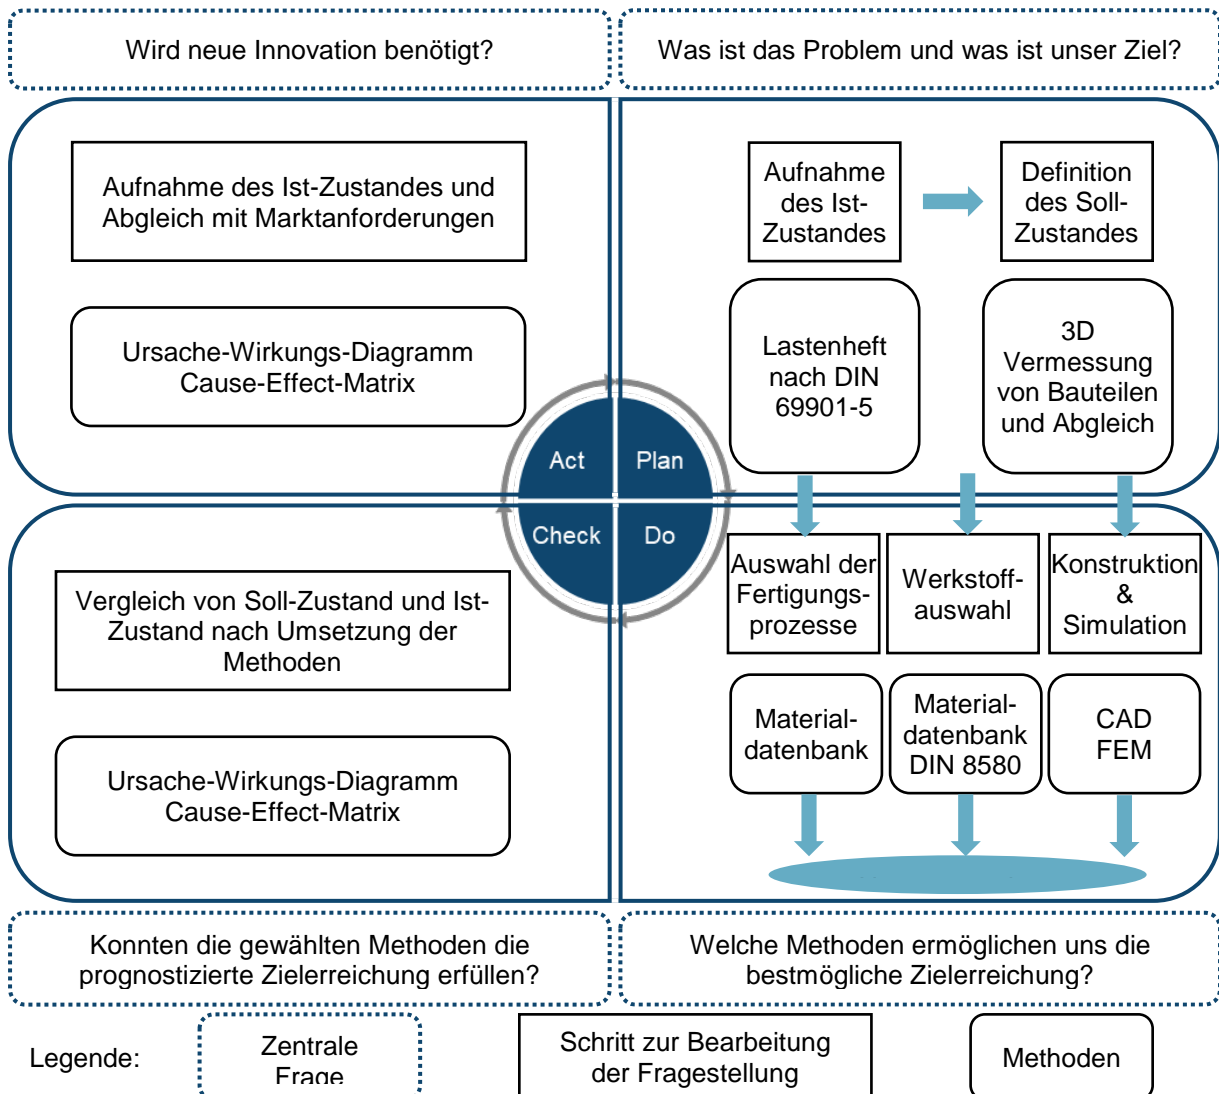 Wird neue Innovation benötigt?
Was ist das Problem und was ist unser Ziel?
Aufnahme des Ist-Zustandes und
Abgleich mit Marktanforderungen
Ursache-Wirkungs-Diagramm
Cause-Effect-Matrix
Aufnahme
des Ist-
Zustandes
Definition
des Soll-
Zustandes
Lastenheft
nach DIN
69901-5
3D
Vermessung
von Bauteilen
und Abgleich
Act
Plan
Check
Do
Vergleich von Soll-Zustand und Ist-
Zustand nach Umsetzung der
Methoden
Ursache-Wirkungs-Diagramm
Cause-Effect-Matrix
Auswahl der
Fertigungs-
prozesse
Werkstoff-
auswahl
Konstruktion
&
Simulation
Material-
datenbank
Material-
datenbank
DIN 8580
CAD
FEM
Konnten die gewählten Methoden die
prognostizierte Zielerreichung erfüllen?
Welche Methoden ermöglichen uns die
bestmögliche Zielerreichung?
Legende:
Zentrale
Frage
Schritt zur Bearbeitung
der Fragestellung
Methoden